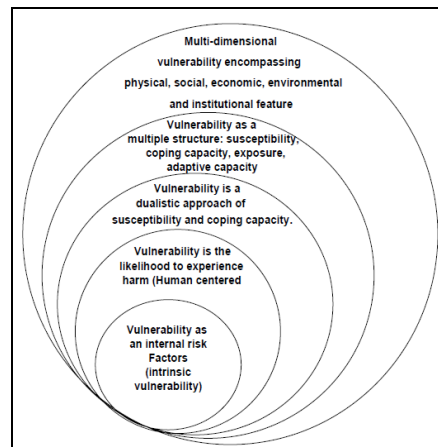 Multi-dimensional
vulnerability encompassing
physical, social, economic, environmental
and institutional feature
Vulnerability as a
multiple structure: susceptibility,
coping capacity, exposure,
adaptive capacity
Vulnerability is a
dualistic approach of
susceptibility and coping capacity.
Vulnerability is the
likelihood to experience
harm (Human centered
Vulnerability as
an internal risk
Factors
(intrinsic
vulnerability)